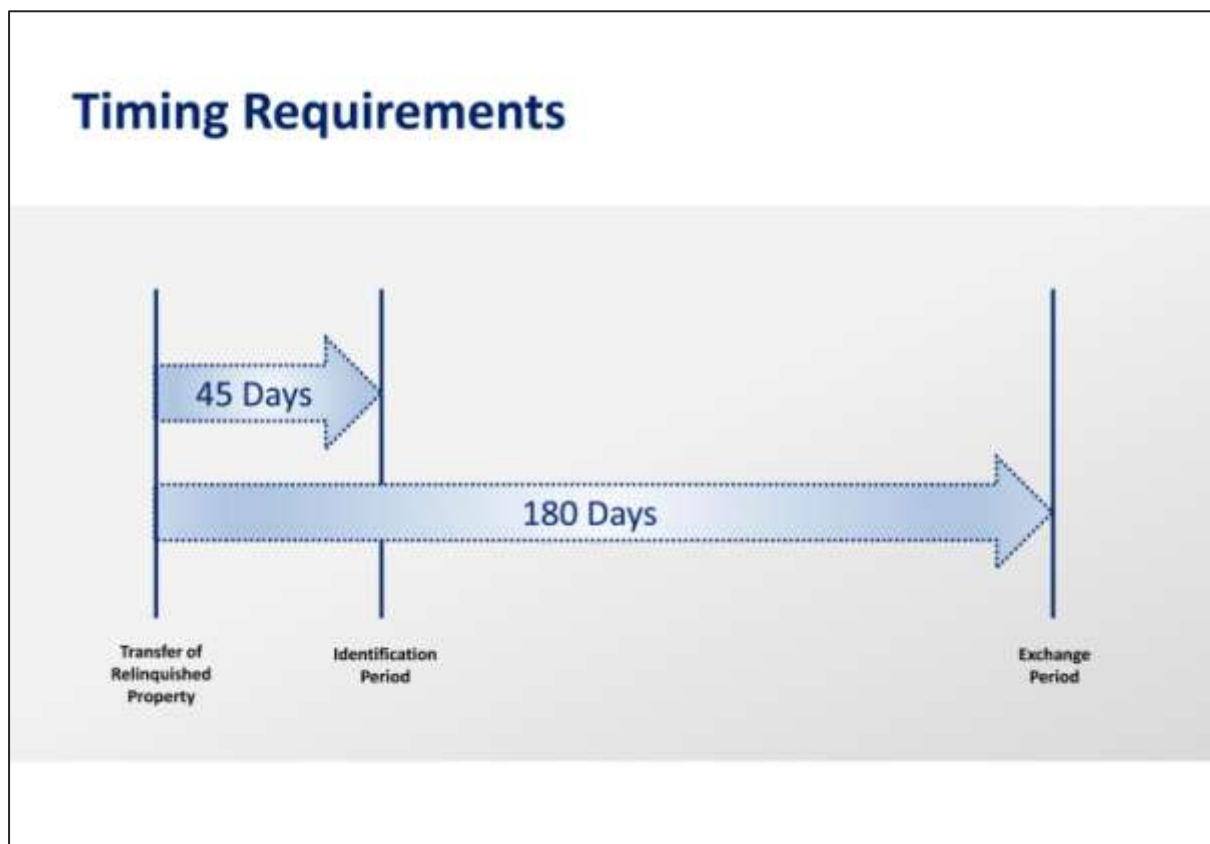 Timing Requirements
45 Days
180 Days
Transfer of
Relinquished
Property
Identification
Period
Exchange
Period